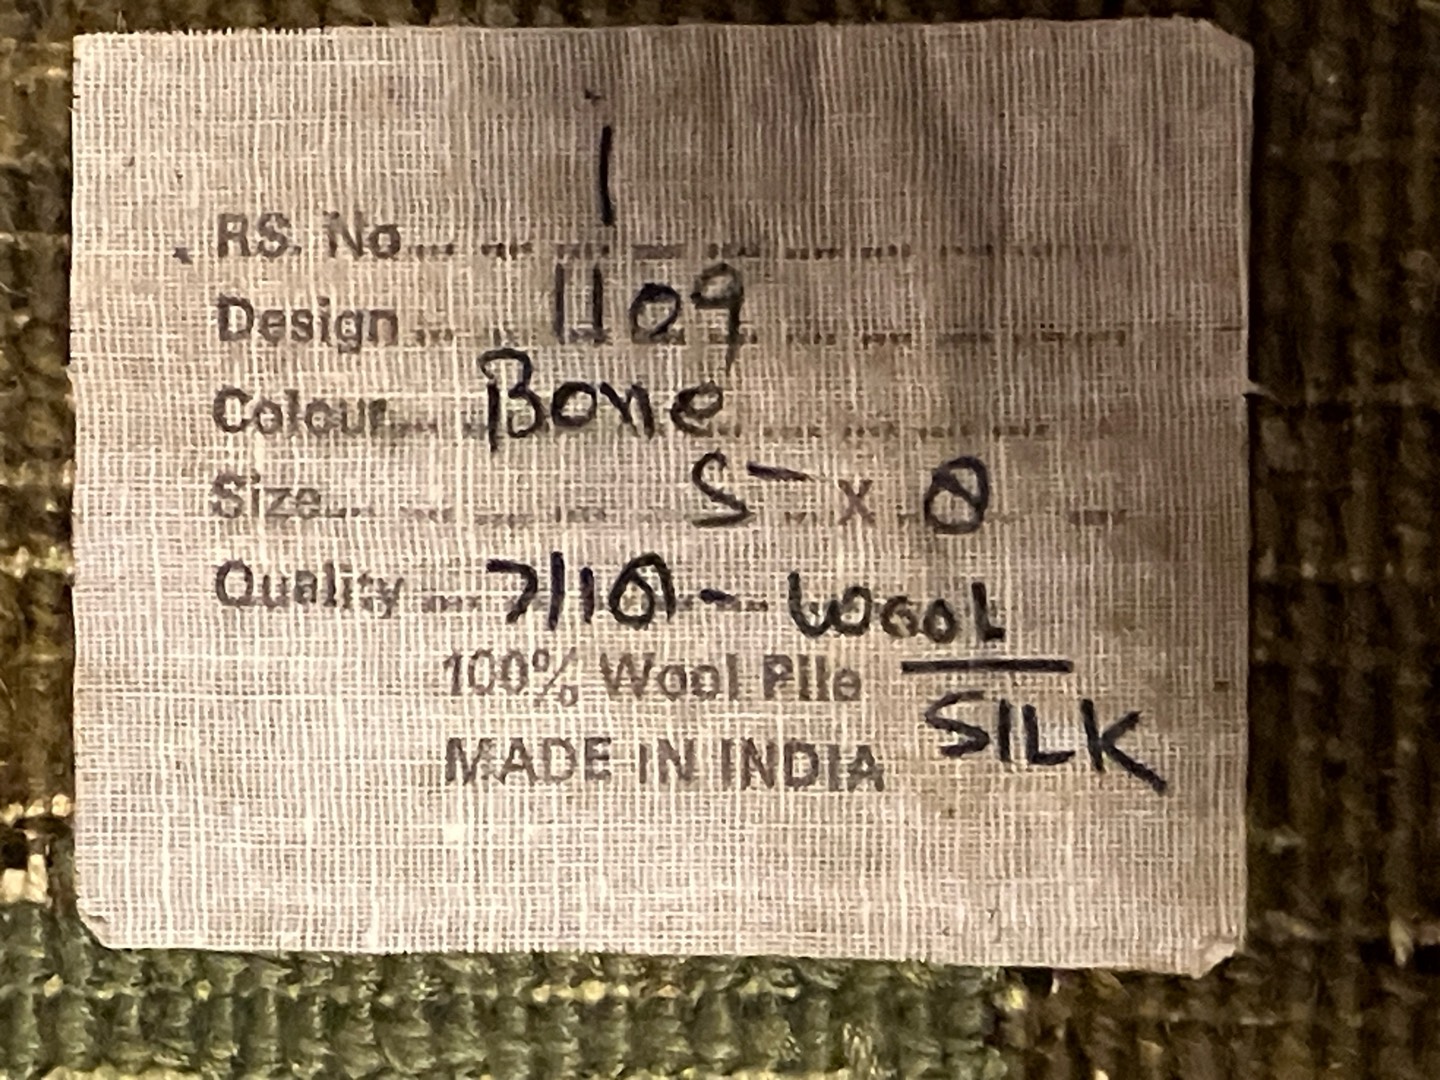 1
RS. No
Design 1109
Colour Bone
Size 5 x 8
Quality 7/10 - Wool
100% Wool Pile SILK
MADE IN INDIA